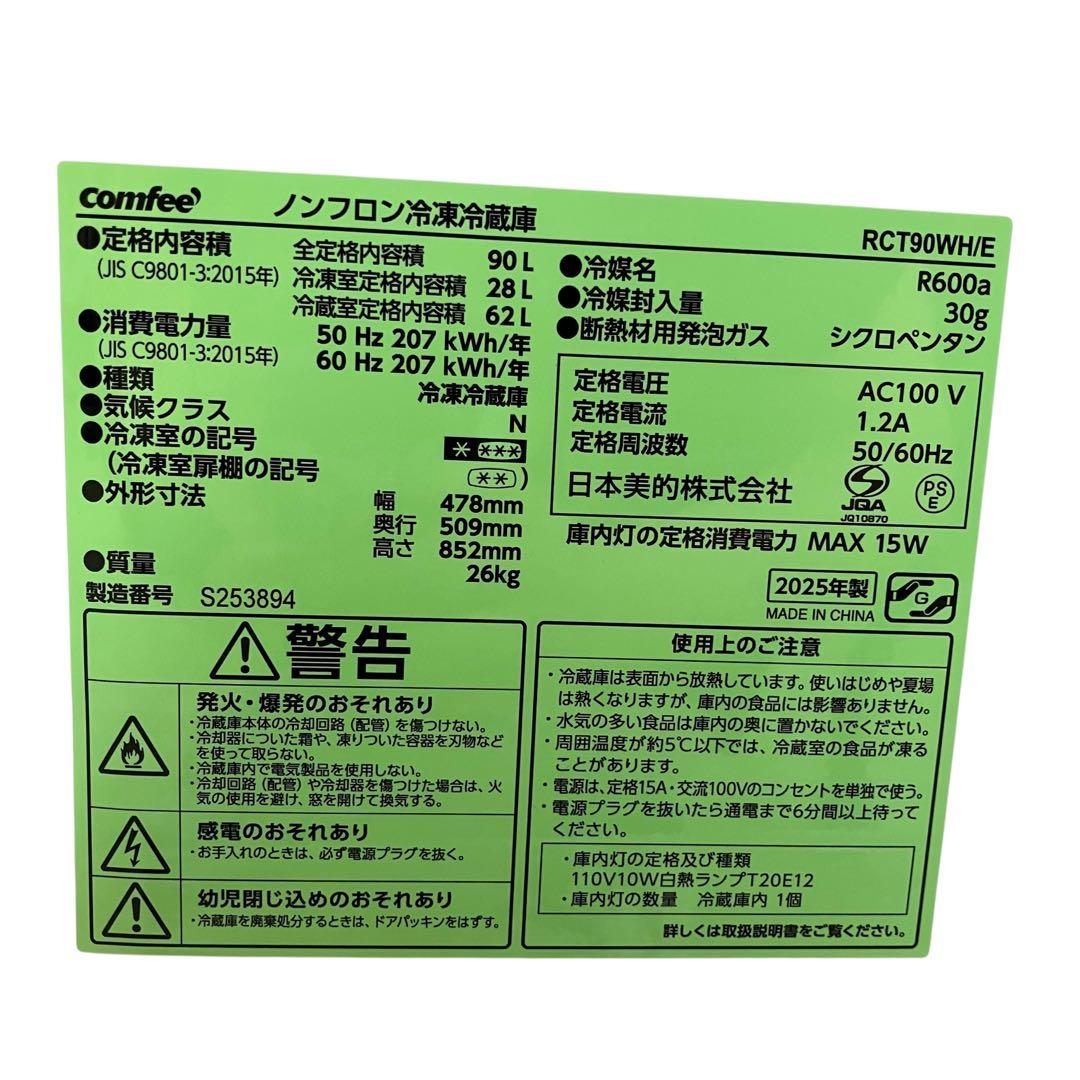 comfee'
ノンフロン冷凍冷蔵庫
RCT90WH/E
●定格内容積
(JIS C9801-3:2015年)
全定格内容積 90 L
冷凍室定格内容積 28 L
冷蔵室定格内容積 62 L
●消費電力量
(JIS C9801-3:2015年)
50 Hz 207 kWh/年
60 Hz 207 kWh/年
●種類 冷凍冷蔵庫
●気候クラス N
●冷凍室の記号 * ***
(冷凍室扉棚の記号 **)
●外形寸法
幅 478mm
奥行 509mm
高さ 852mm
●質量 26kg
製造番号 S253894
●冷媒名 R600a
●冷媒封入量 30g
●断熱材用発泡ガス シクロペンタン
定格電圧 AC100 V
定格電流 1.2A
定格周波数 50/60Hz
日本美的株式会社
JQA
JQ10870
PS
E
庫内灯の定格消費電力 MAX 15W
2025年製
MADE IN CHINA
G
警告
発火・爆発のおそれあり
・冷蔵庫本体の冷却回路(配管)を傷つけない。
・冷却器についた霜や、凍りついた容器を刃物など
を使って取らない。
・冷蔵庫内で電気製品を使用しない。
・冷却回路(配管)や冷却器を傷つけた場合は、火
気の使用を避け、窓を開けて換気する。
感電のおそれあり
・お手入れのときは、必ず電源プラグを抜く。
幼児閉じ込めのおそれあり
・冷蔵庫を廃棄処分するときは、ドアパッキンをはずす。
使用上のご注意
・冷蔵庫は表面から放熱しています。使いはじめや夏場
は熱くなりますが、庫内の食品には影響ありません。
・水気の多い食品は庫内の奥に置かないでください。
・周囲温度が約5℃以下では、冷蔵室の食品が凍る
ことがあります。
・電源は、定格15A・交流100Vのコンセントを単独で使う。
・電源プラグを抜いたら通電まで6分間以上待って
ください。
・庫内灯の定格及び種類
110V10W白熱ランプT20E12
・庫内灯の数量 冷蔵庫内 1個
詳しくは取扱説明書をご覧ください。